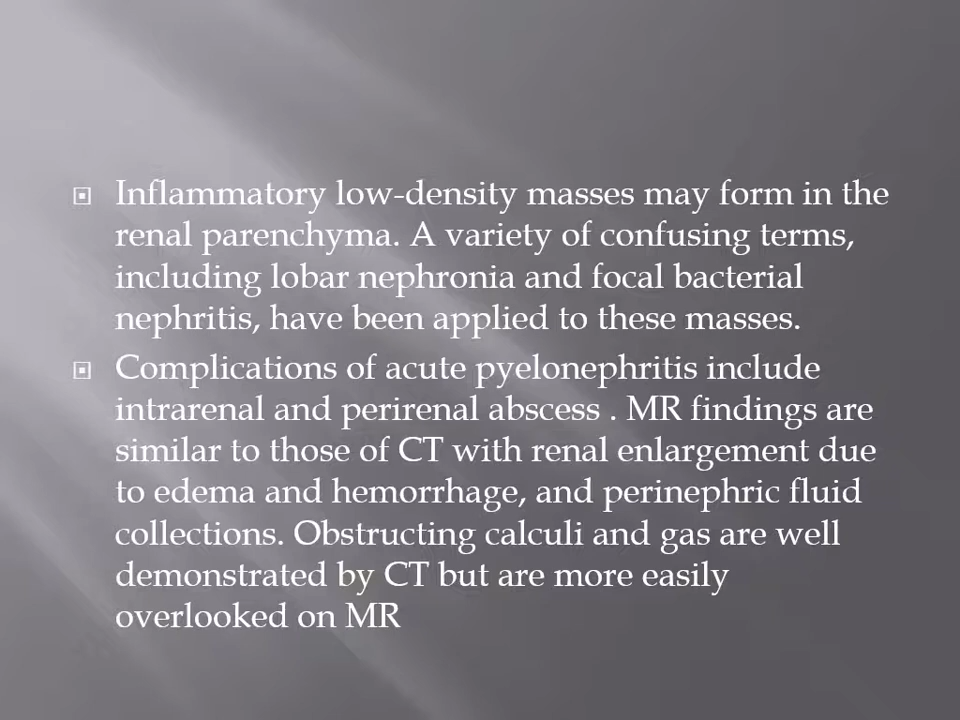 Inflammatory low-density masses may form in the
renal parenchyma. A variety of confusing terms,
including lobar nephronia and focal bacterial
nephritis, have been applied to these masses.
Complications of acute pyelonephritis include
intrarenal and perirenal abscess . MR findings are
similar to those of CT with renal enlargement due
to edema and hemorrhage, and perinephric fluid
collections. Obstructing calculi and gas are well
demonstrated by CT but are more easily
overlooked on MR